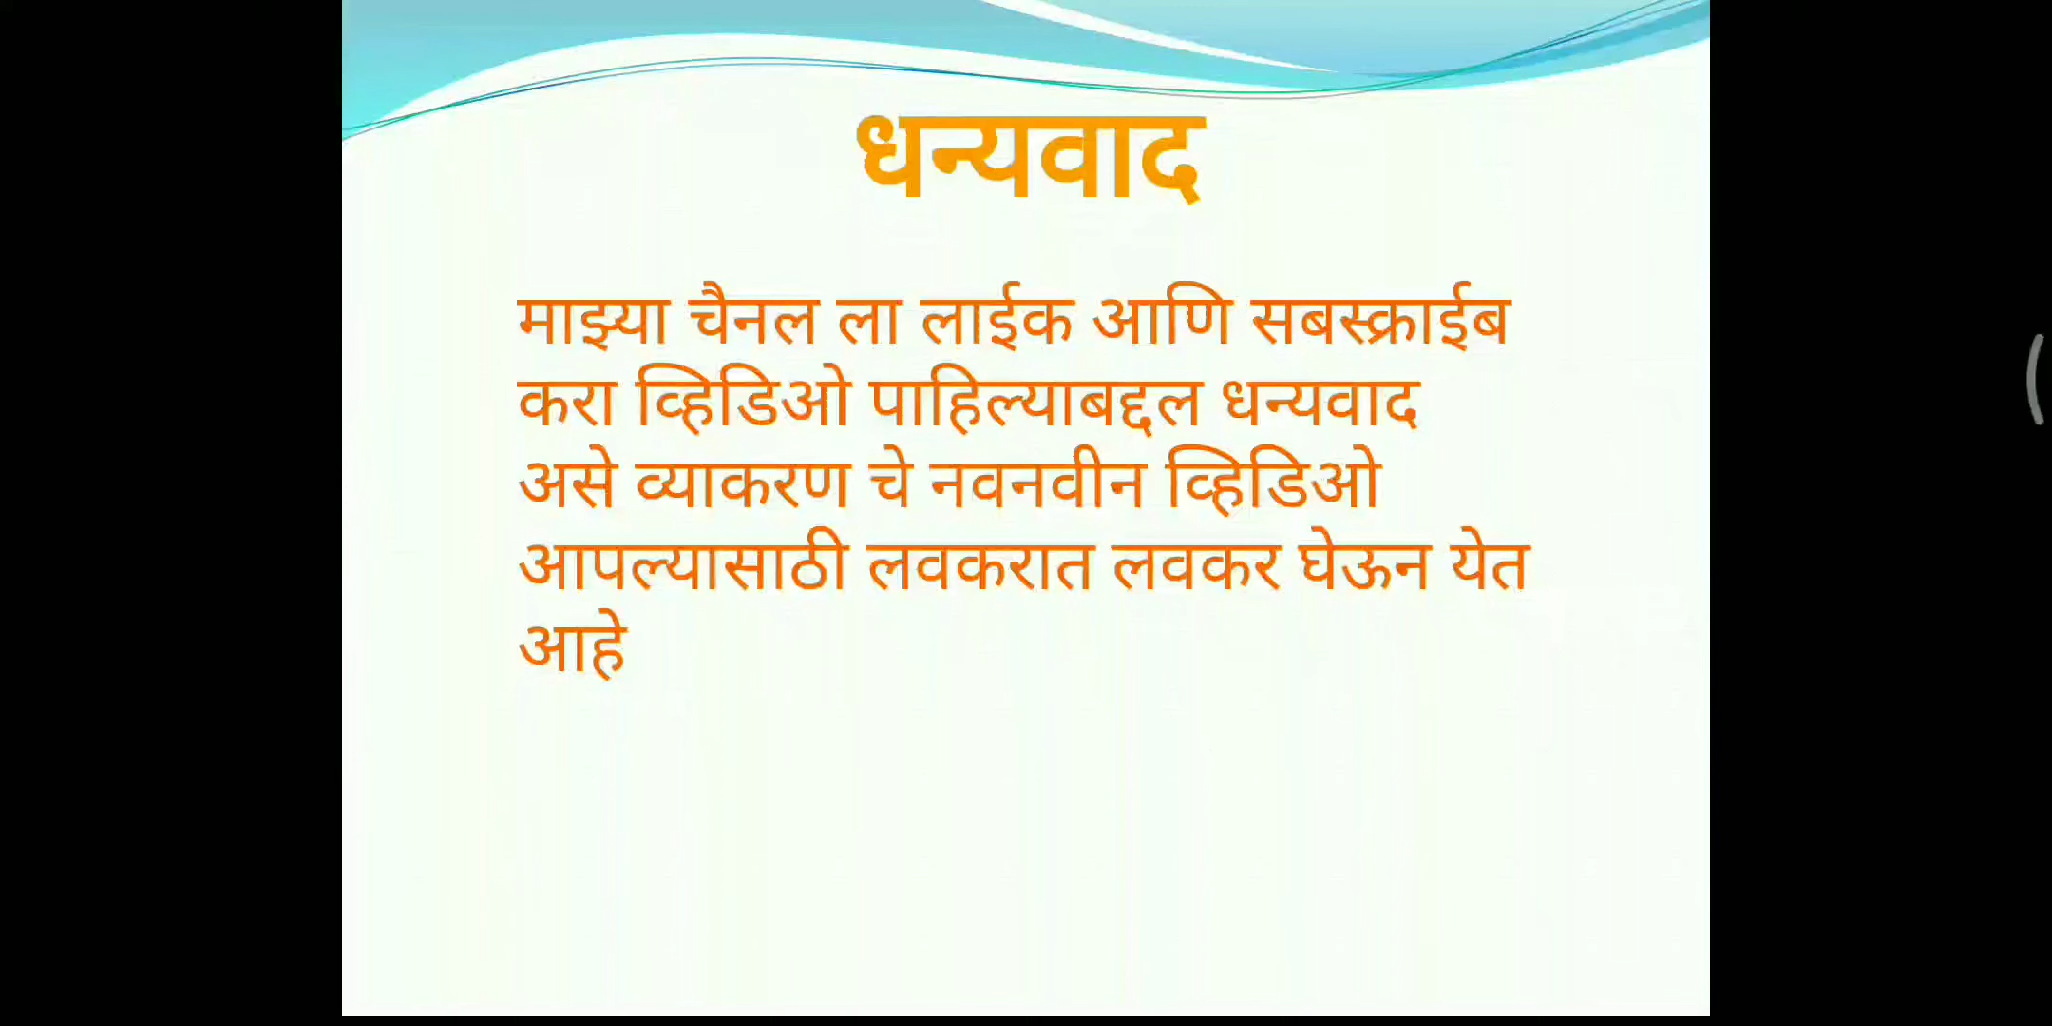 धन्यवाद
माझ्या चैनल ला लाईक आणि सबस्क्राईब
करा व्हिडिओ पाहिल्याबद्दल धन्यवाद
असे व्याकरण चे नवनवीन व्हिडिओ
आपल्यासाठी लवकरात लवकर घेऊन येत
आहे